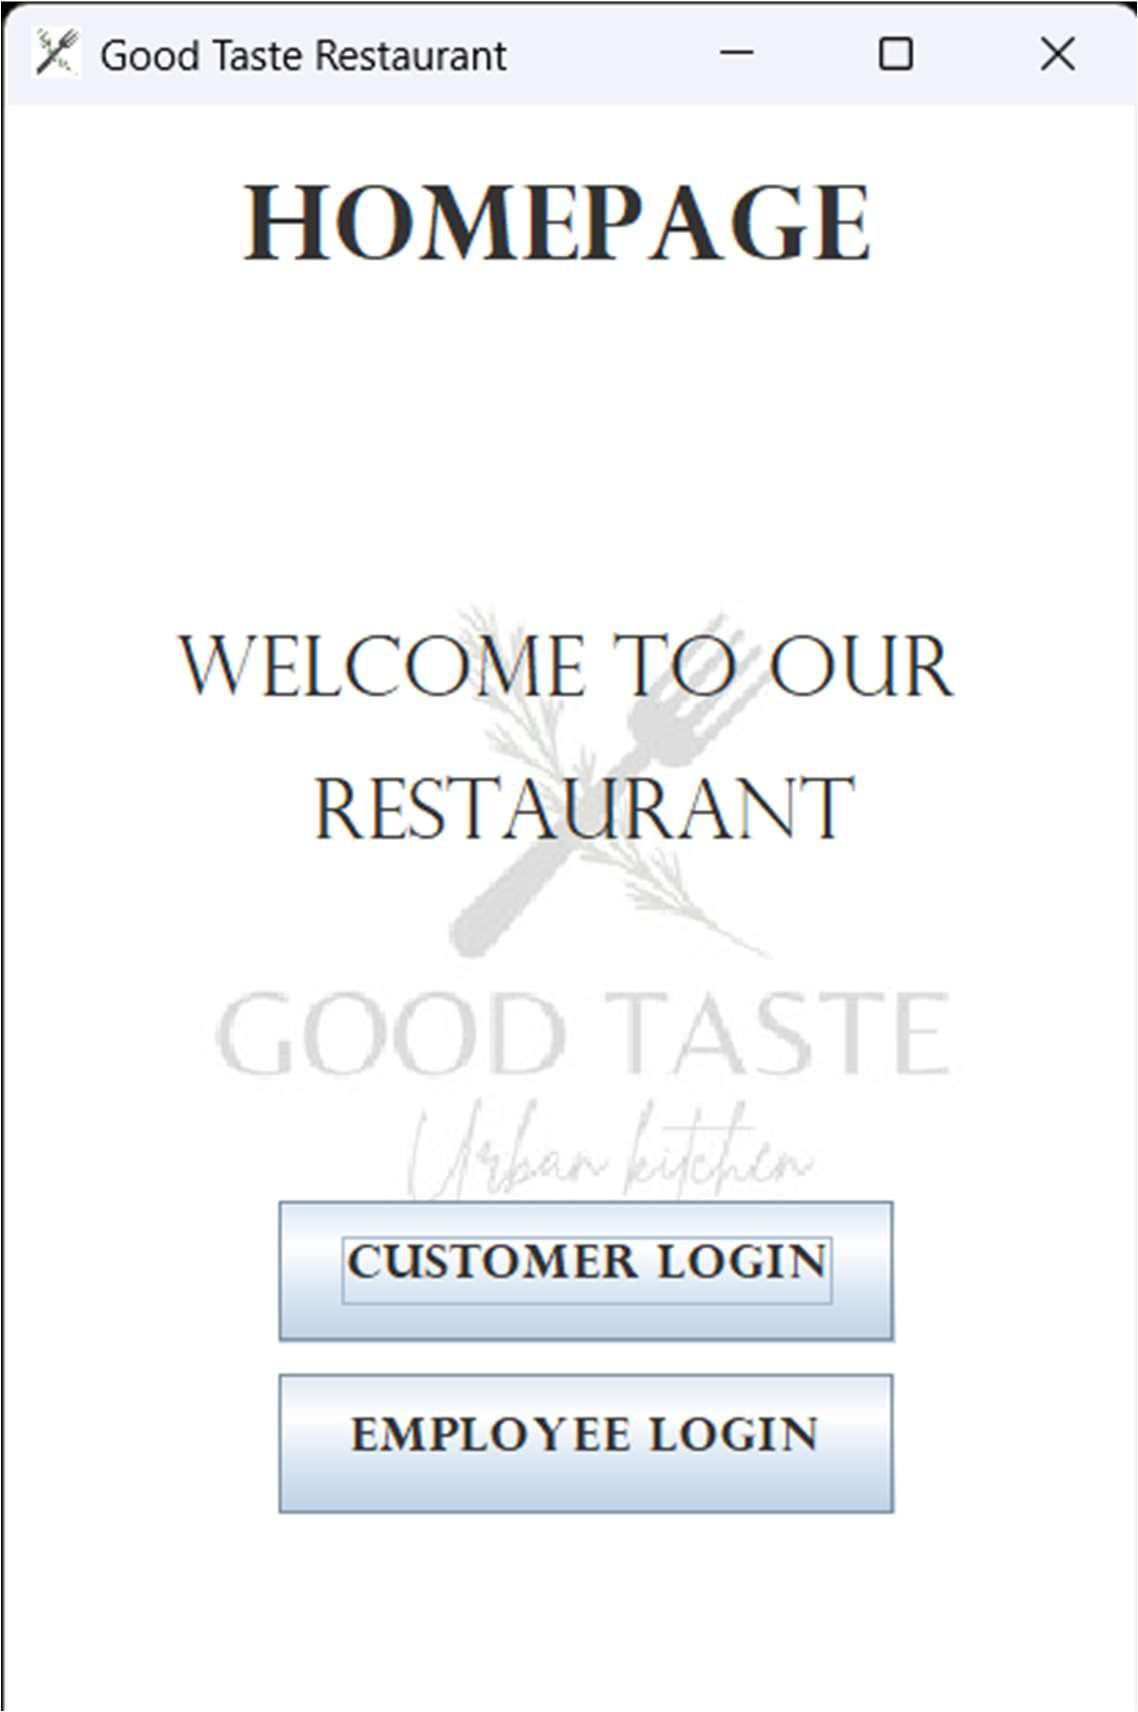 Good Taste Restaurant
HOMEPAGE
WELCOME TO OUR
RESTAURANT
GOOD TASTE
Urban kitchen
CUSTOMER LOGIN
EMPLOYEE LOGIN